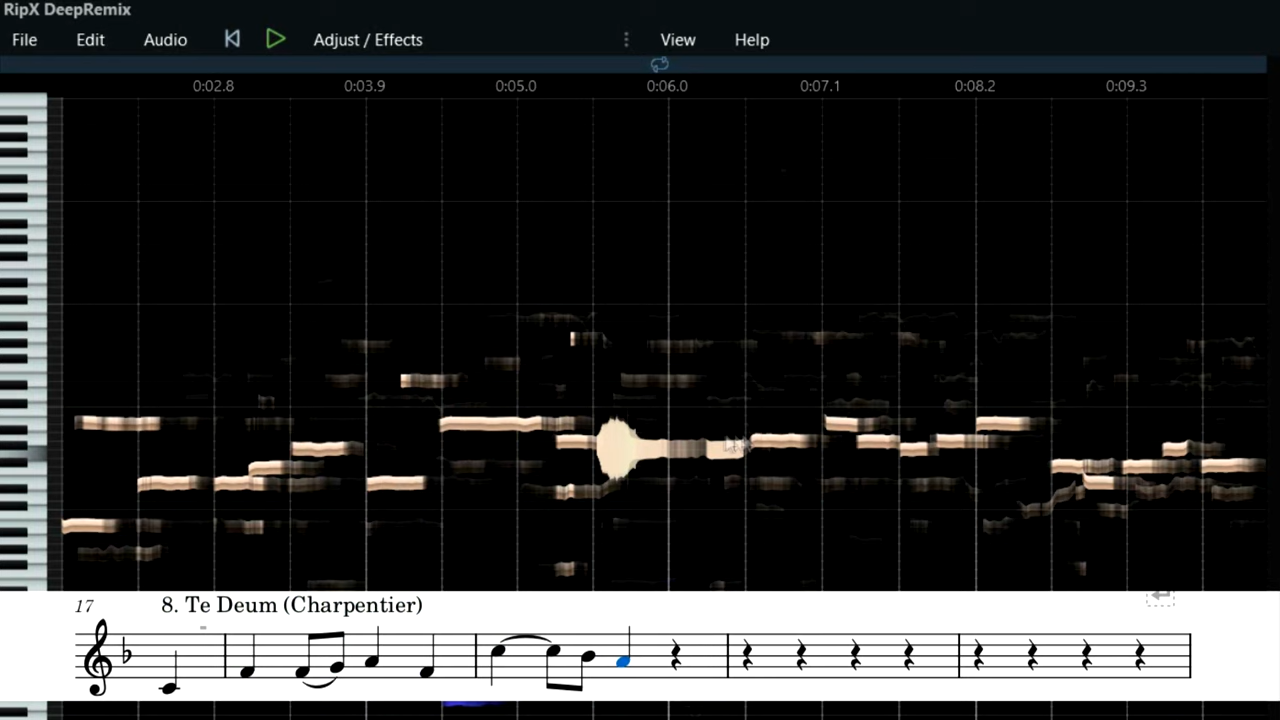 RipX DeepRemix
File Edit Audio Adjust / Effects View Help
0:02.8 0:03.9 0:05.0 0:06.0 0:07.1 0:08.2 0:09.3
17 8. Te Deum (Charpentier)